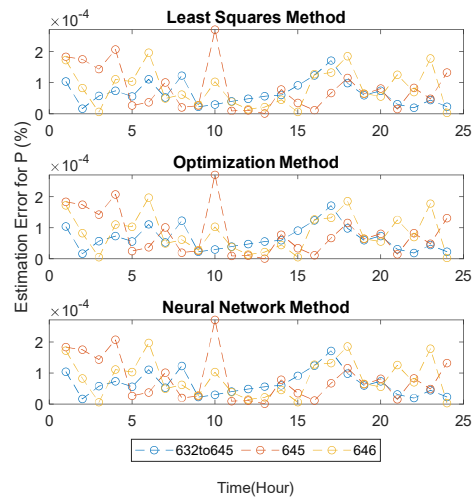 Least Squares Method
×10⁻⁴
2
1
0
0 5 10 15 20 25
Optimization Method
×10⁻⁴
2
1
0
0 5 10 15 20 25
Neural Network Method
×10⁻⁴
2
1
0
0 5 10 15 20 25
Estimation Error for P (%)
632to645 645 646
Time(Hour)